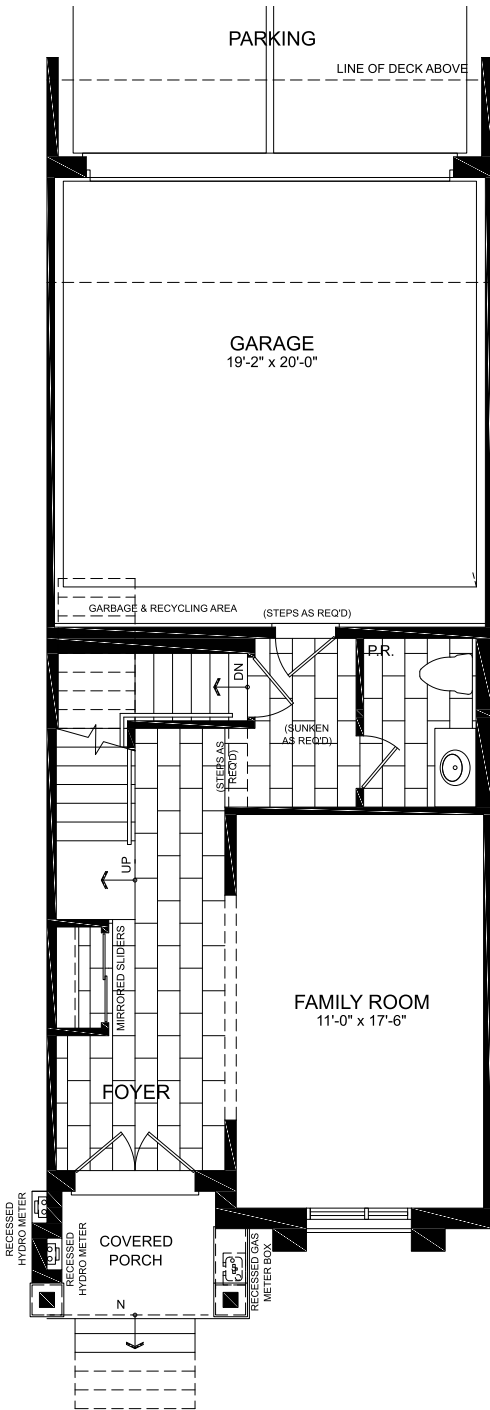 PARKING
LINE OF DECK ABOVE
GARAGE
19'-2" x 20'-0"
GARBAGE & RECYCLING AREA
(STEPS AS REQ'D)
P.R.
DN
(SUNKEN
AS REQ'D)
(STEPS AS
REQ'D)
UP
MIRRORED SLIDERS
FAMILY ROOM
11'-0" x 17'-6"
FOYER
RECESSED
HYDRO METER
RECESSED
HYDRO METER
COVERED
PORCH
RECESSED GAS
METER BOX
N